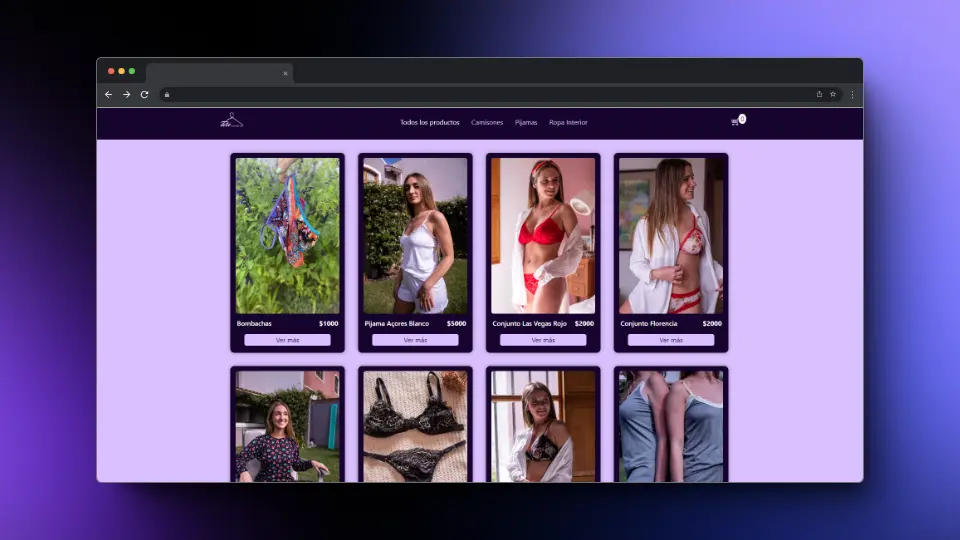 Todos los productos Camisones Pijamas Ropa Interior 0
Bombachas $1000
Pijama Açores Blanco $5000
Conjunto Las Vegas Rojo $2000
Conjunto Florencia $2000
Ver más Ver más Ver más Ver más